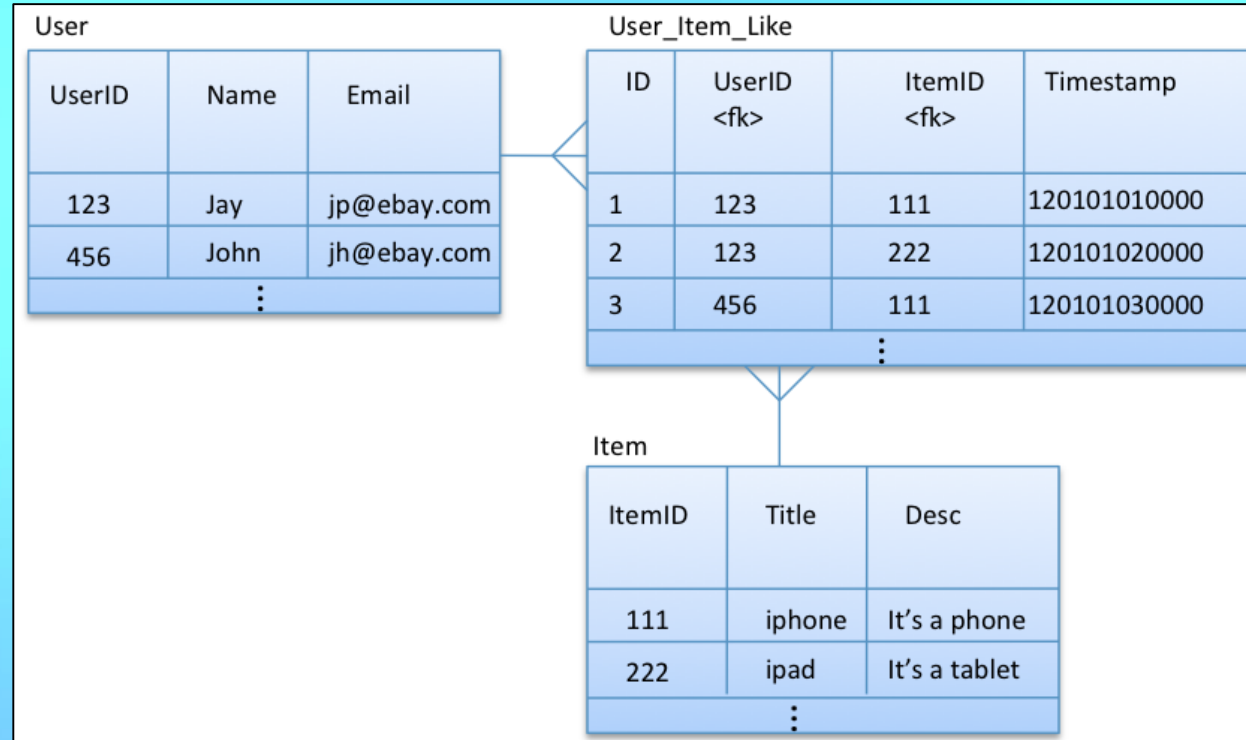 User
UserID Name Email
123 Jay jp@ebay.com
456 John jh@ebay.com
User_Item_Like
ID UserID ItemID Timestamp
<fk> <fk>
1 123 111 120101010000
2 123 222 120101020000
3 456 111 120101030000
Item
ItemID Title Desc
111 iphone It’s a phone
222 ipad It’s a tablet